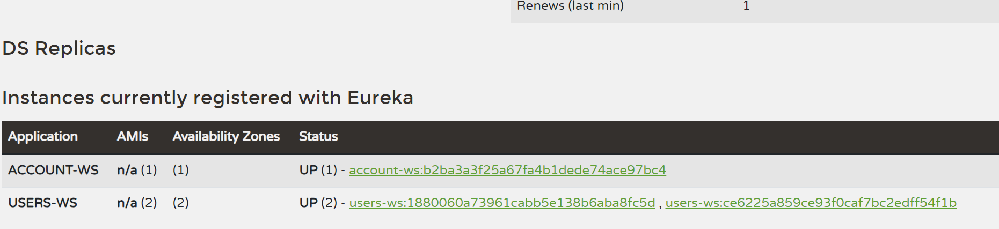 Renews (last min) 1
DS Replicas
Instances currently registered with Eureka
Application AMIs Availability Zones Status
ACCOUNT-WS n/a (1) (1) UP (1) - account-ws:b2ba3a3f25a67fa4b1dede74ace97bc4
USERS-WS n/a (2) (2) UP (2) - users-ws:1880060a73961cabb5e138b6aba8fc5d , users-ws:ce6225a859ce93f0caf7bc2edff54f1b